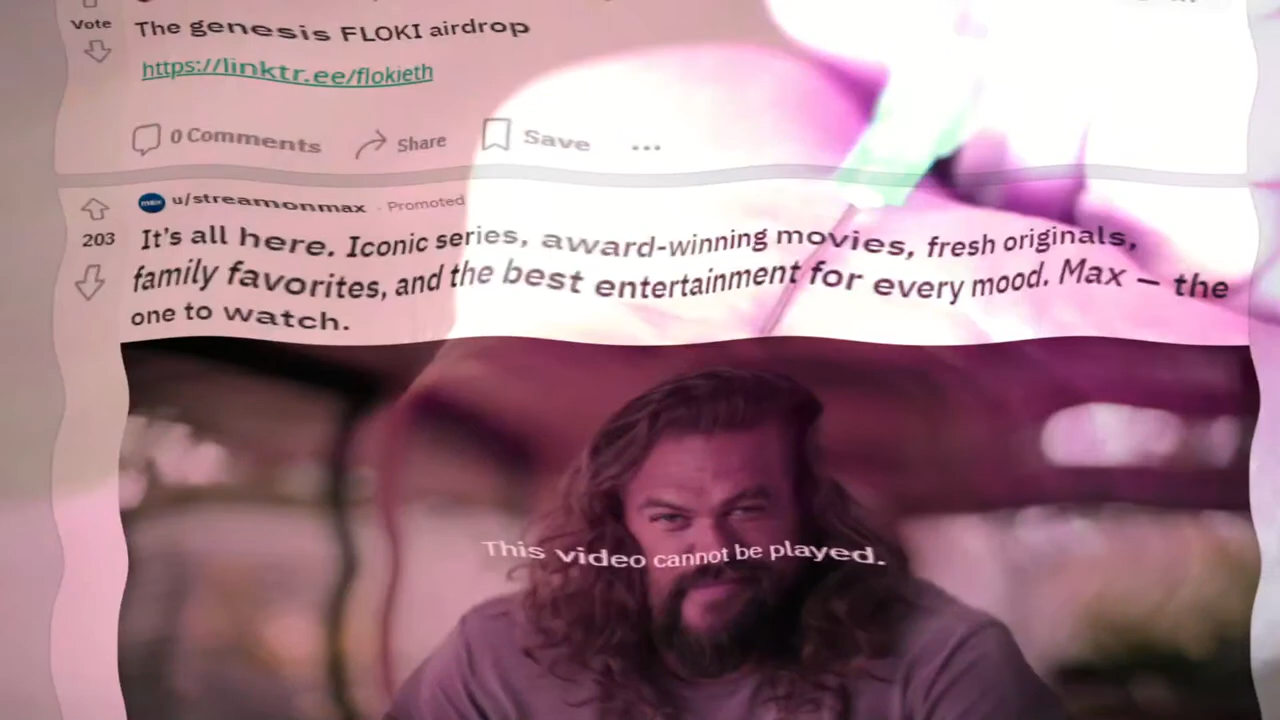 Vote
The genesis FLOKI airdrop
https://linktr.ee/flokieth
0 Comments Share Save ...
max u/streamonmax · Promoted
203
It's all here. Iconic series, award-winning movies, fresh originals,
family favorites, and the best entertainment for every mood. Max — the
one to watch.
This video cannot be played.